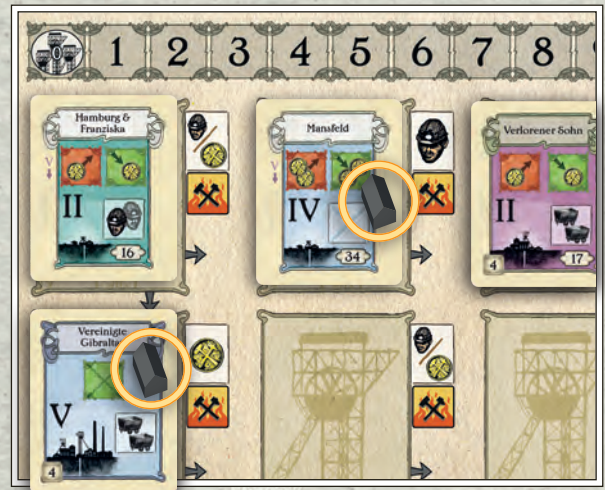 1 2 3 4 5 6 7 8
Hamburg &
Franziska
V
II
16
Mansfeld
V
IV
34
Verlorener Sohn
II
4
17
Vereinigte
V
4